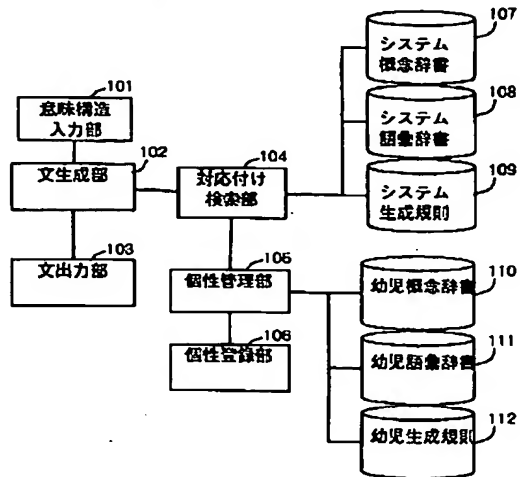 107
システム
概念辞書
101
意味構造
入力部
108
システム
語彙辞書
102
文生成部
104
対応付け
検索部
109
システム
生成規則
103
文出力部
105
個性管理部
110
幼児概念辞書
106
個性登録部
111
幼児語彙辞書
112
幼児生成規則